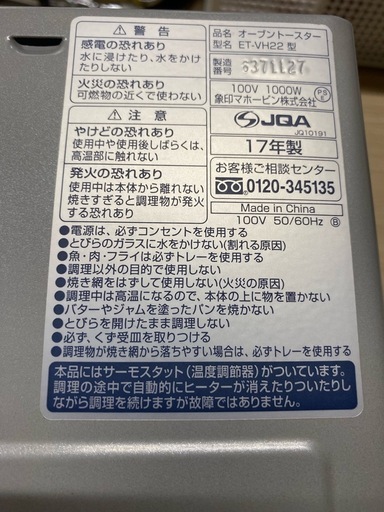 ⚠警告
感電の恐れあり
水に浸けたり、水をかけ
たりしない
火災の恐れあり
可燃物の近くで使わない
⚠注意
やけどの恐れあり
使用中や使用後しばらくは、
高温部に触れない
発火の恐れあり
使用中は本体から離れない
焼きすぎると調理物が発火
する恐れあり
品名 オーブントースター
型名 ET-VH22 型
製造番号 6371127
100V 1000W
PSE
象印マホービン株式会社
JQA
JQ10191
17年製
お客様ご相談センター
0120-345135
Made in China
100V 50/60Hz Ⓑ
●電源は、必ずコンセントを使用する
●とびらのガラスに水をかけない(割れる原因)
●魚・肉・フライは必ずトレーを使用する
●調理以外の目的で使用しない
●焼き網をはずして使用しない(火災の原因)
●調理中は高温になるので、本体の上に物を置かない
●バターやジャムを塗ったパンを焼かない
●とびらを開けたまま調理しない
●必ず、くず受皿を取りつける
●調理物が焼き網から落ちやすい場合は、必ずトレーを使用する
本品にはサーモスタット(温度調節器)がついています。
調理の途中で自動的にヒーターが消えたりついたりし
ながら調理を続けますが故障ではありません。